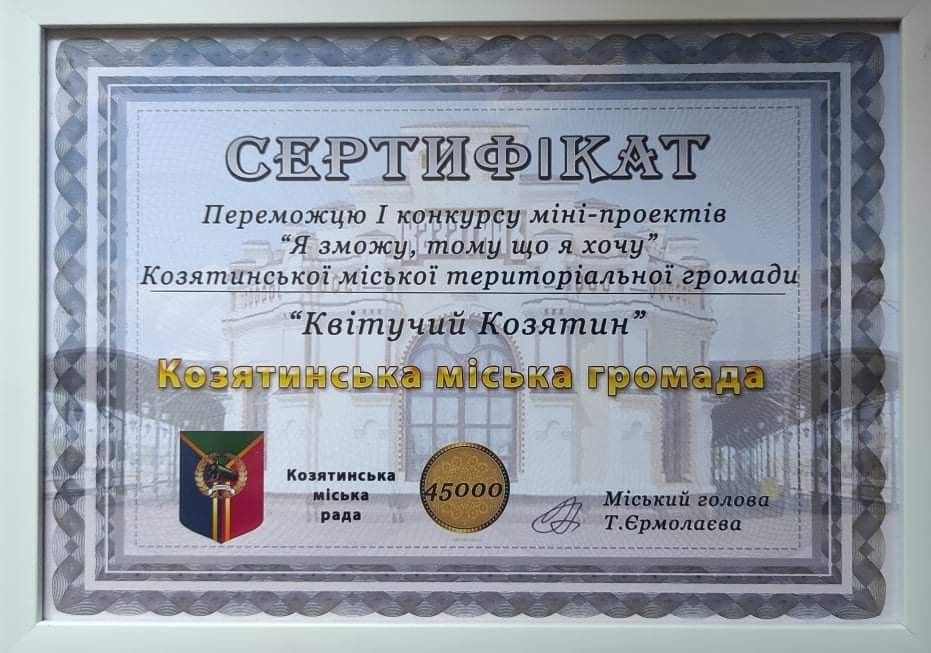 СЕРТИФІКАТ
Переможцю І конкурсу міні-проектів
“Я зможу, тому що я хочу”
Козятинської міської територіальної громади
“Квітучий Козятин”
Козятинська міська громада
Козятинська
міська
рада
45000
Міський голова
Т.Єрмолаєва